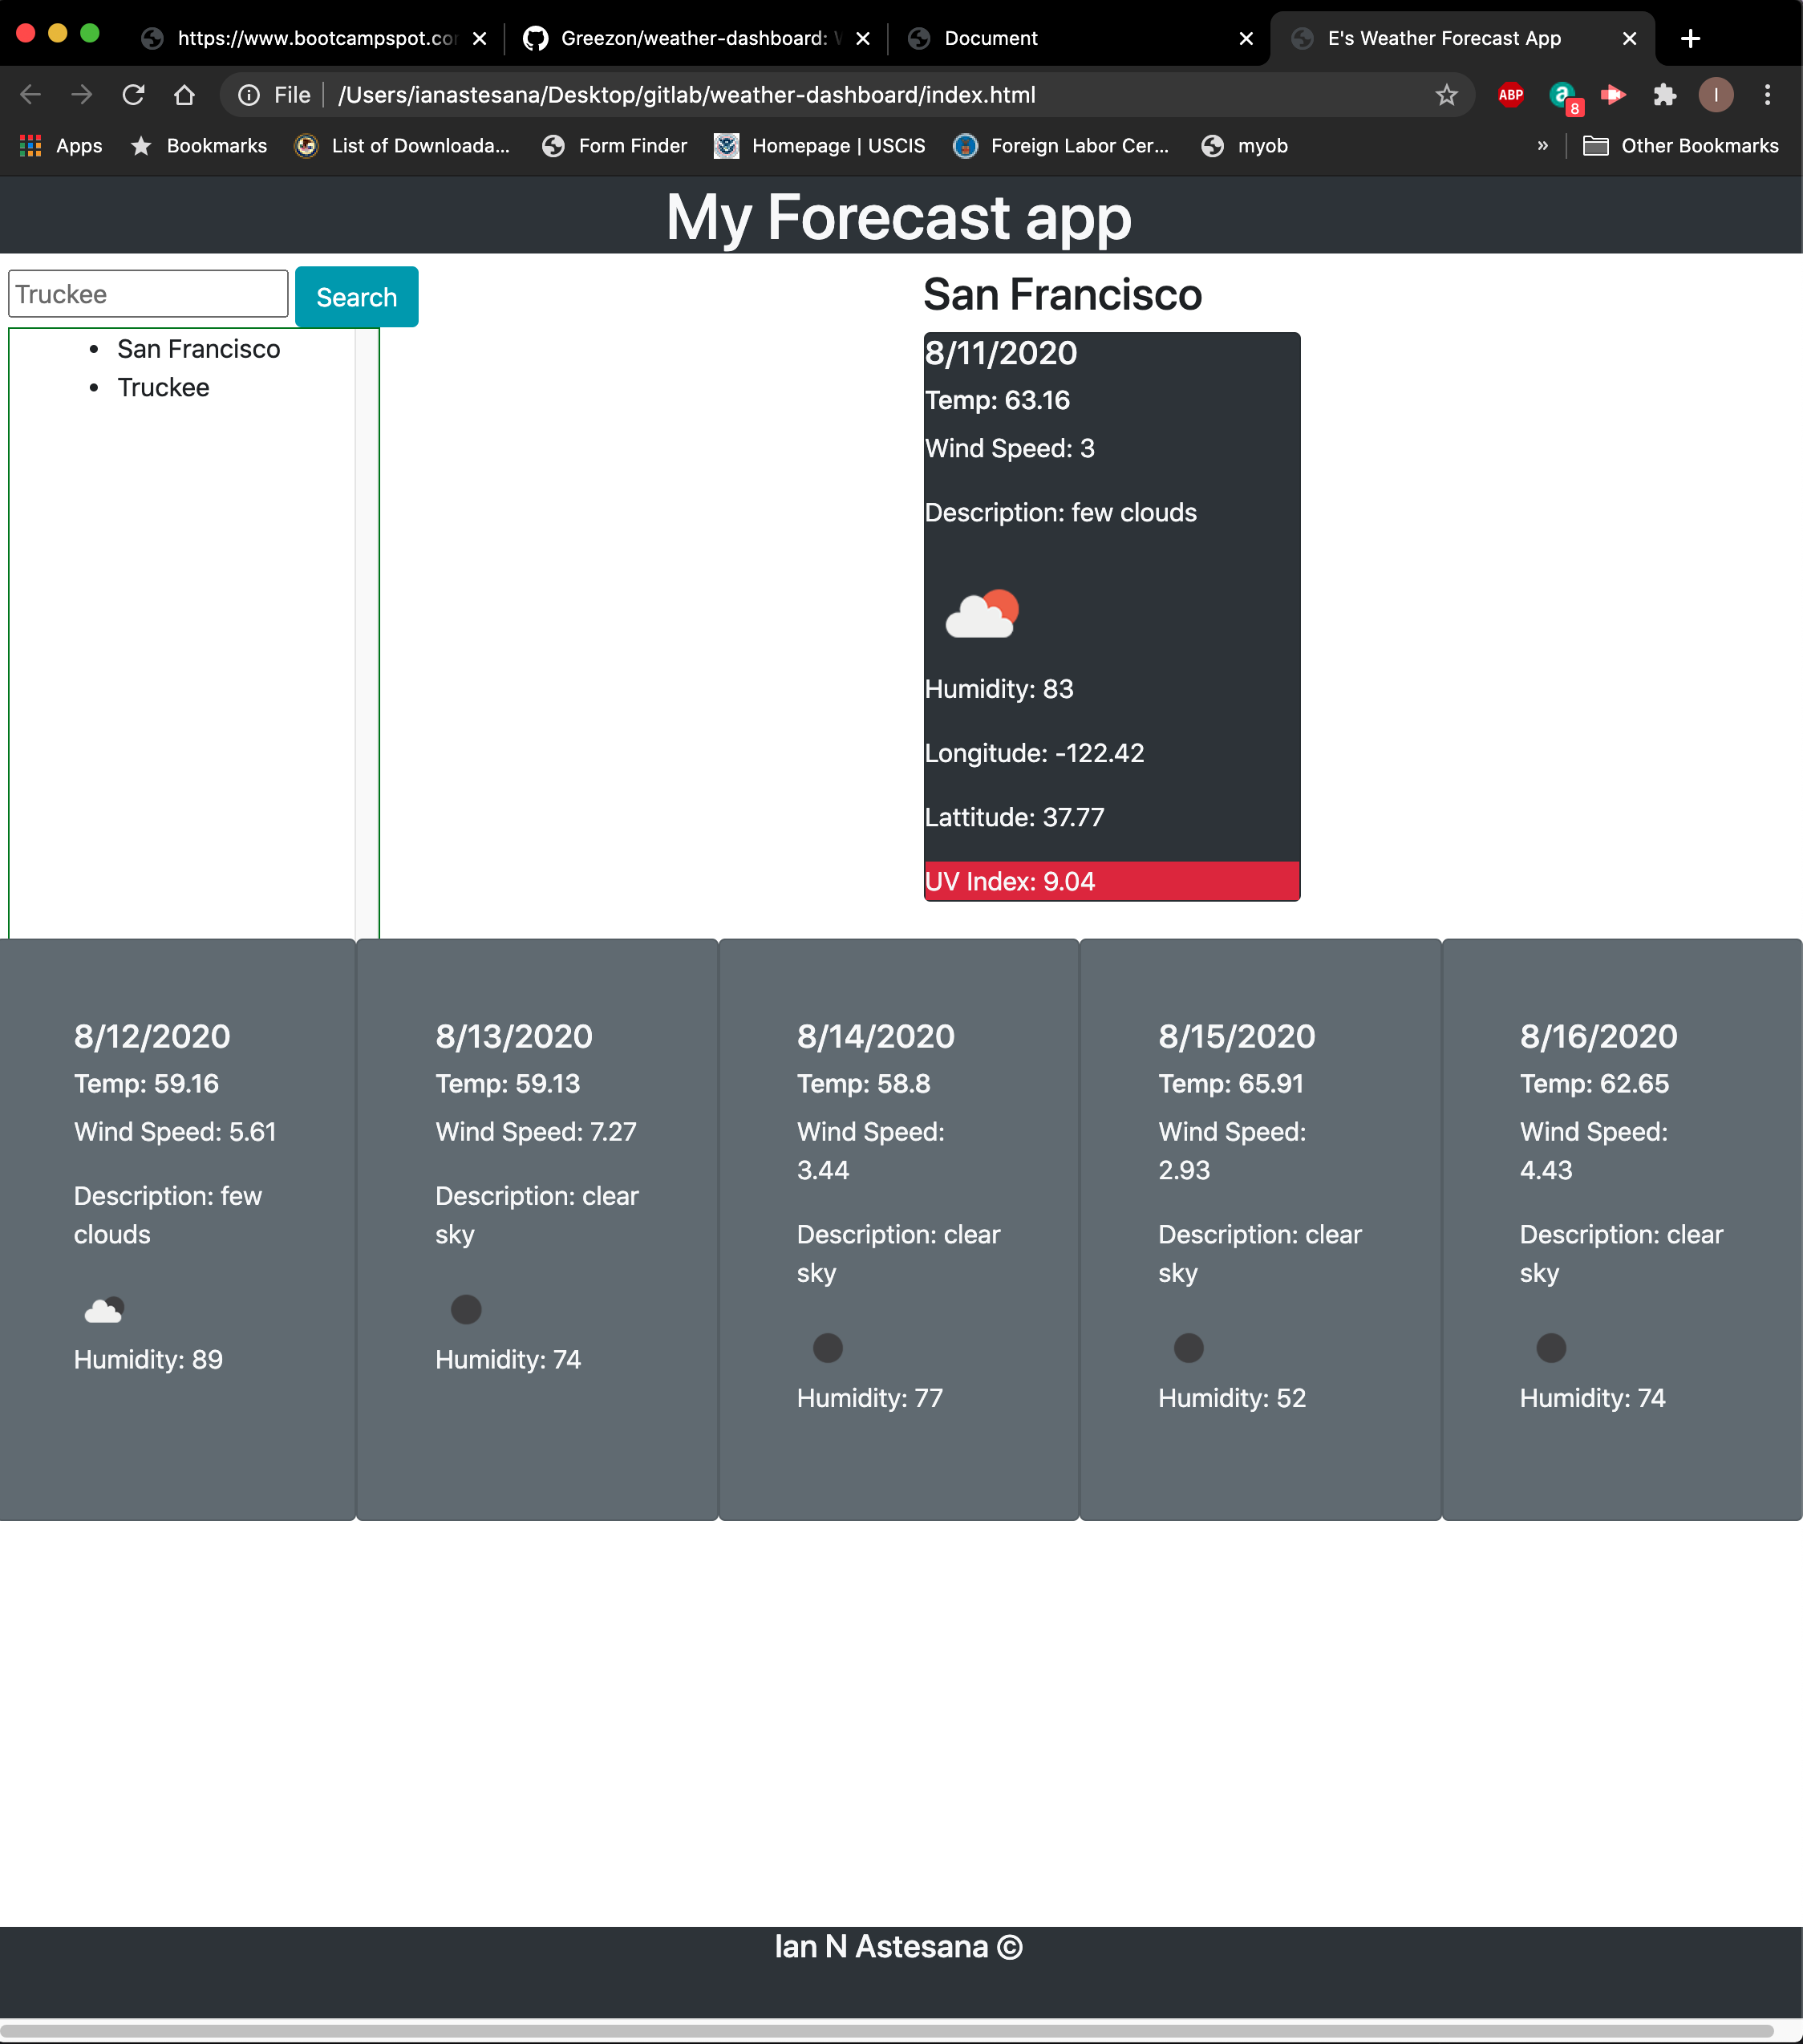 https://www.bootcampspot.co
Greezon/weather-dashboard:
Document
E's Weather Forecast App
File
/Users/ianastesana/Desktop/gitlab/weather-dashboard/index.html
ABP
a
8
I
Apps
Bookmarks
List of Downloada...
Form Finder
Homepage | USCIS
Foreign Labor Cer...
myob
»
Other Bookmarks
My Forecast app
Truckee
Search
• San Francisco
• Truckee
San Francisco
8/11/2020
Temp: 63.16
Wind Speed: 3
Description: few clouds
Humidity: 83
Longitude: -122.42
Lattitude: 37.77
UV Index: 9.04
8/12/2020
Temp: 59.16
Wind Speed: 5.61
Description: few
clouds
Humidity: 89
8/13/2020
Temp: 59.13
Wind Speed: 7.27
Description: clear
sky
Humidity: 74
8/14/2020
Temp: 58.8
Wind Speed:
3.44
Description: clear
sky
Humidity: 77
8/15/2020
Temp: 65.91
Wind Speed:
2.93
Description: clear
sky
Humidity: 52
8/16/2020
Temp: 62.65
Wind Speed:
4.43
Description: clear
sky
Humidity: 74
Ian N Astesana ©